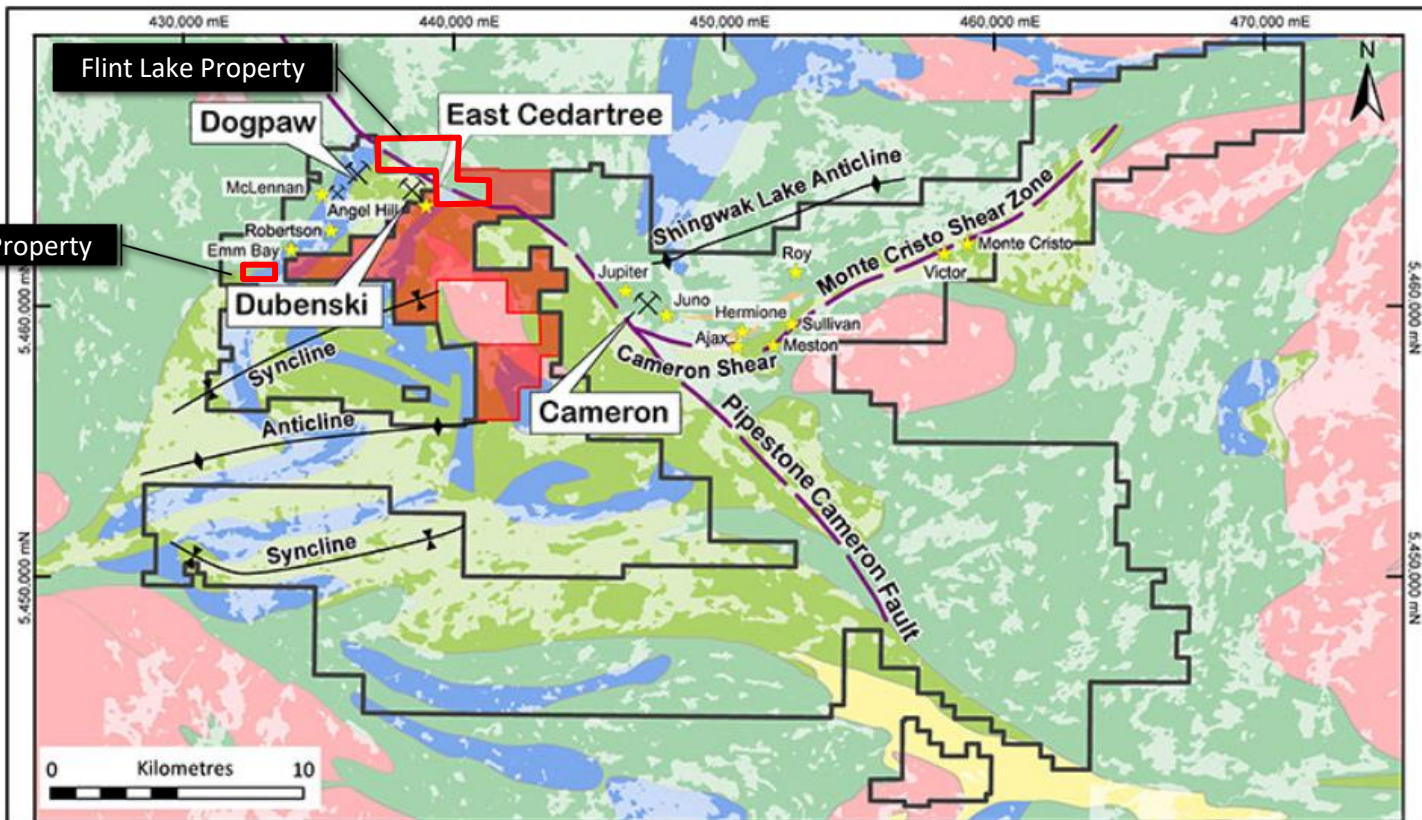 430,000 mE
440,000 mE
450,000 mE
460,000 mE
470,000 mE
Flint Lake Property
N
East Cedartree
Dogpaw
McLennan
Angel Hill
Shingwak Lake Anticline
Robertson
Property
Emm Bay
Monte Cristo Shear Zone
Monte Cristo
Roy
Victor
Jupiter
Dubenski
Juno
Hermione
Sullivan
Ajax
Meston
5,460,000 mN
5,460,000 mN
Syncline
Cameron Shear
Cameron
Anticline
Pipestone Cameron Fault
Syncline
5,450,000 mN
5,450,000 mN
0 Kilometres 10